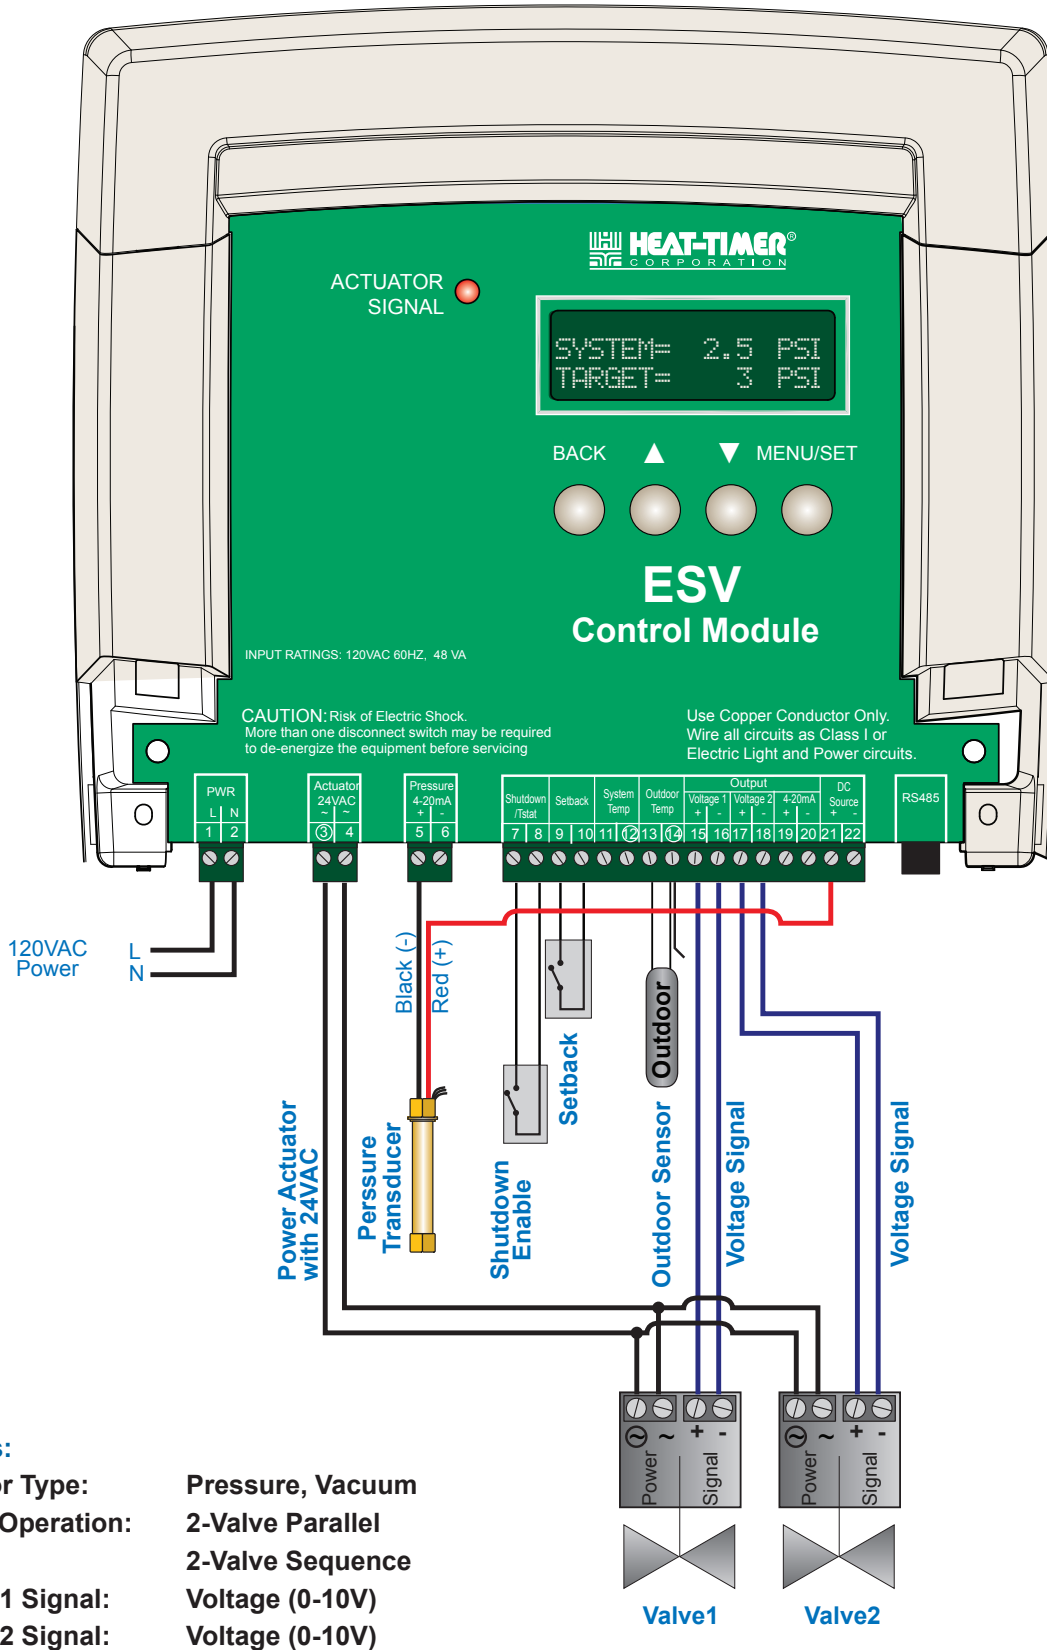 HEAT-TIMER®
CORPORATION
ACTUATOR
SIGNAL
SYSTEM= 2.5 PSI
TARGET= 3 PSI
BACK ▲ ▼ MENU/SET
ESV
Control Module
INPUT RATINGS: 120VAC 60HZ, 48 VA
CAUTION: Risk of Electric Shock.
More than one disconnect switch may be required
to de-energize the equipment before servicing
Use Copper Conductor Only.
Wire all circuits as Class I or
Electric Light and Power circuits.
PWR
L N
1 2
Actuator
24VAC
~ ~
3 4
Pressure
4-20mA
+ -
5 6
Shutdown
/Tstat
7 8
Setback
9 10
System
Temp
11 12
Outdoor
Temp
13 14
Output
Voltage 1 Voltage 2 4-20mA
+ - + - + -
15 16 17 18 19 20
DC
Source
+ -
21 22
RS485
120VAC
Power
L
N
Black (-)
Red (+)
Power Actuator
with 24VAC
Perssure
Transducer
Shutdown
Enable
Setback
Outdoor
Outdoor Sensor
Voltage Signal
Voltage Signal
~ ~ + -
Power Signal
~ ~ + -
Power Signal
Valve1
Valve2
s:
or Type: Pressure, Vacuum
Operation: 2-Valve Parallel
2-Valve Sequence
1 Signal: Voltage (0-10V)
2 Signal: Voltage (0-10V)